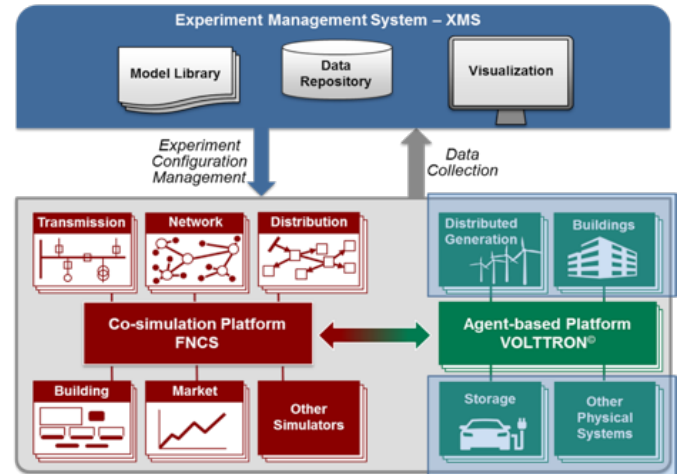 Experiment Management System – XMS
Model Library
Data
Repository
Visualization
Experiment
Configuration
Management
Data
Collection
Transmission
Network
Distribution
Distributed
Generation
Buildings
Co-simulation Platform
FNCS
Agent-based Platform
VOLTTRON©
Building
Market
Other
Simulators
Storage
Other
Physical
Systems